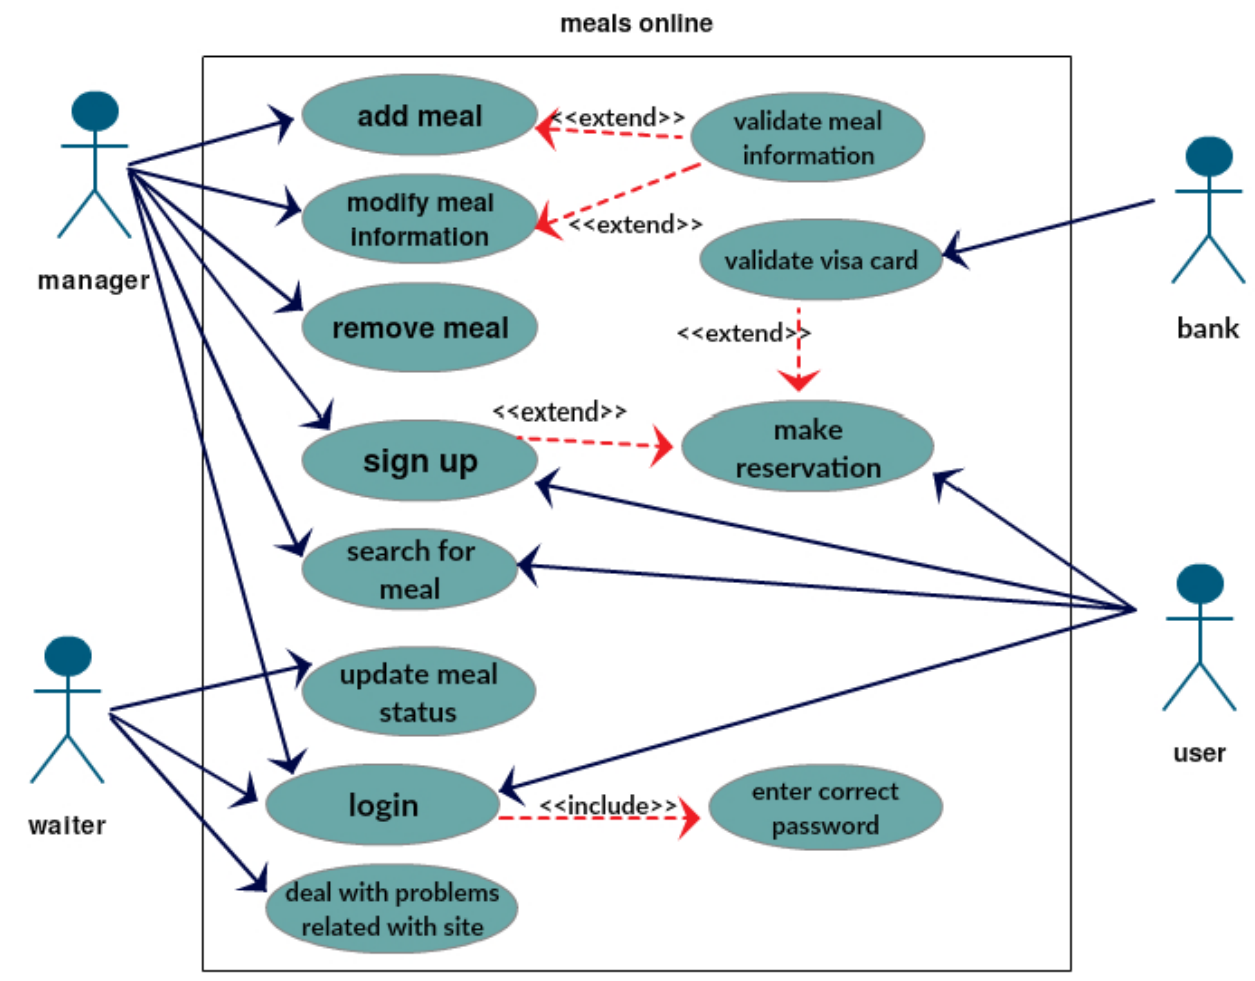 meals online
add meal
<<extend>>
validate meal
information
manager
modify meal
information
<<extend>>
validate visa card
bank
remove meal
<<extend>>
<<extend>>
make
reservation
sign up
search for
meal
update meal
status
user
waiter
login
<<include>>
enter correct
password
deal with problems
related with site